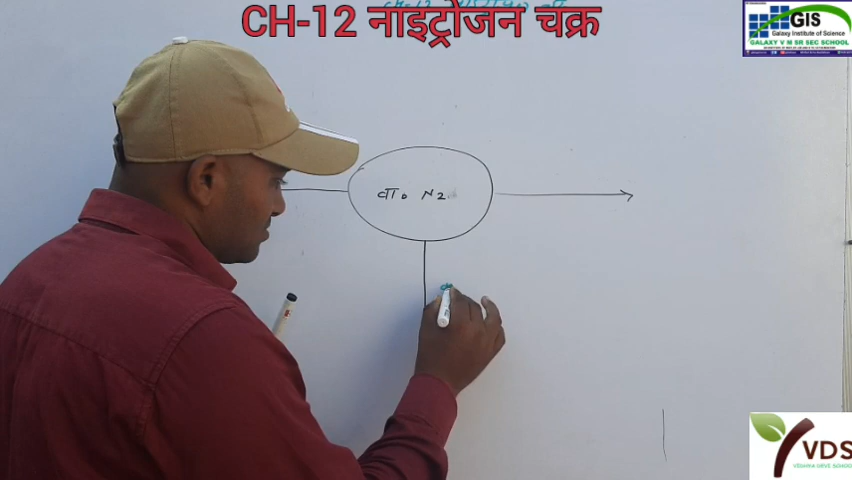 CH-12 नाइट्रोजन चक्र
GIS
Galaxy Institute of Science
GALAXY V M SR SEC SCHOOL
वा० N2
VDS